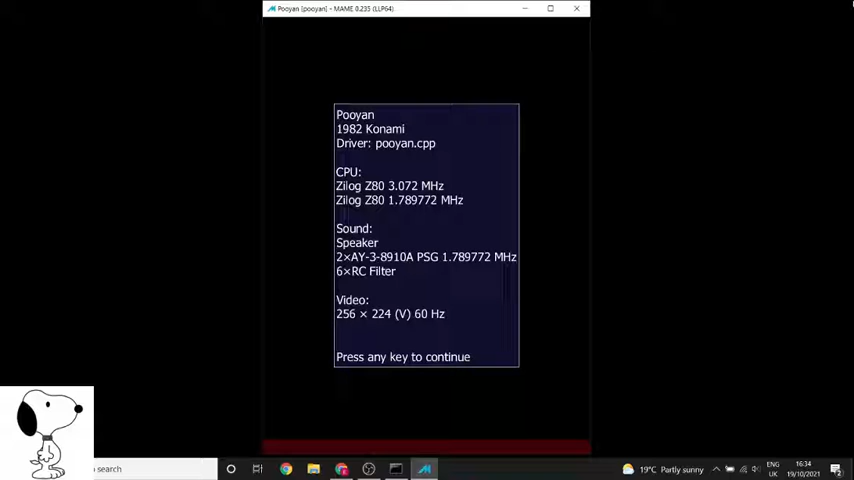 Pooyan [pooyan] - MAME 0.235 (LLP64)
Pooyan
1982 Konami
Driver: pooyan.cpp
CPU:
Zilog Z80 3.072 MHz
Zilog Z80 1.789772 MHz
Sound:
Speaker
2×AY-3-8910A PSG 1.789772 MHz
6×RC Filter
Video:
256 × 224 (V) 60 Hz
Press any key to continue
to search
19°C Partly sunny
ENG
UK
16:34
19/10/2021
2